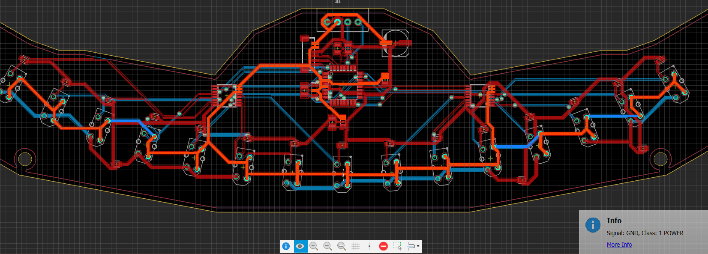 Info
Signal: GND, Class: 1 POWER
More Info